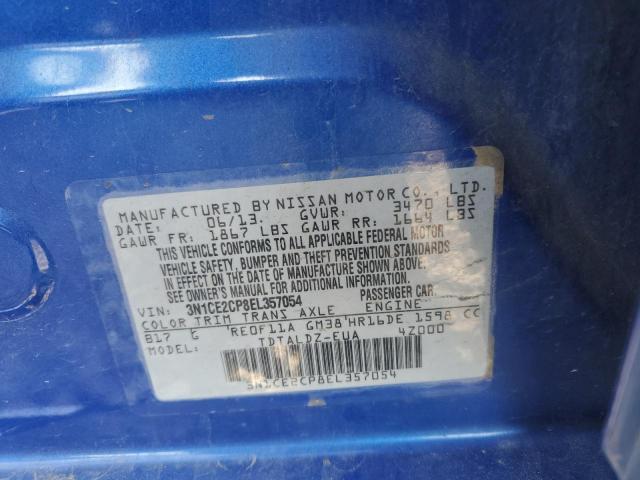 MANUFACTURED BY NISSAN MOTOR CO., LTD.
DATE: 06/13. GVWR: 3470 LBS
GAWR FR: 1867 LBS GAWR RR: 1664 LBS
THIS VEHICLE CONFORMS TO ALL APPLICABLE FEDERAL MOTOR
VEHICLE SAFETY, BUMPER AND THEFT PREVENTION STANDARDS
IN EFFECT ON THE DATE OF MANUFACTURE SHOWN ABOVE.
*SEE OWNER'S MANUAL FOR ADDITIONAL INFORMATION.
VIN: 3N1CE2CP8EL357054 PASSENGER CAR
COLOR TRIM TRANS AXLE ENGINE
B17 G RE0F11A GM38 HR16DE 1598 CC
MODEL: TDTALDZ-EUA 4Z000
3N1CE2CP8EL357054